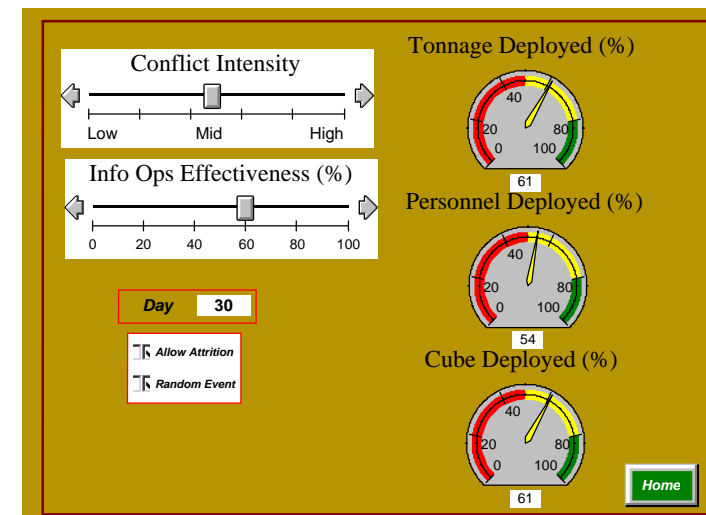 Conflict Intensity
Low Mid High
Info Ops Effectiveness (%)
0 20 40 60 80 100
Day 30
Allow Attrition
Random Event
Tonnage Deployed (%)
40
20 80
0 100
61
Personnel Deployed (%)
40
20 80
0 100
54
Cube Deployed (%)
40
20 80
0 100
61
Home